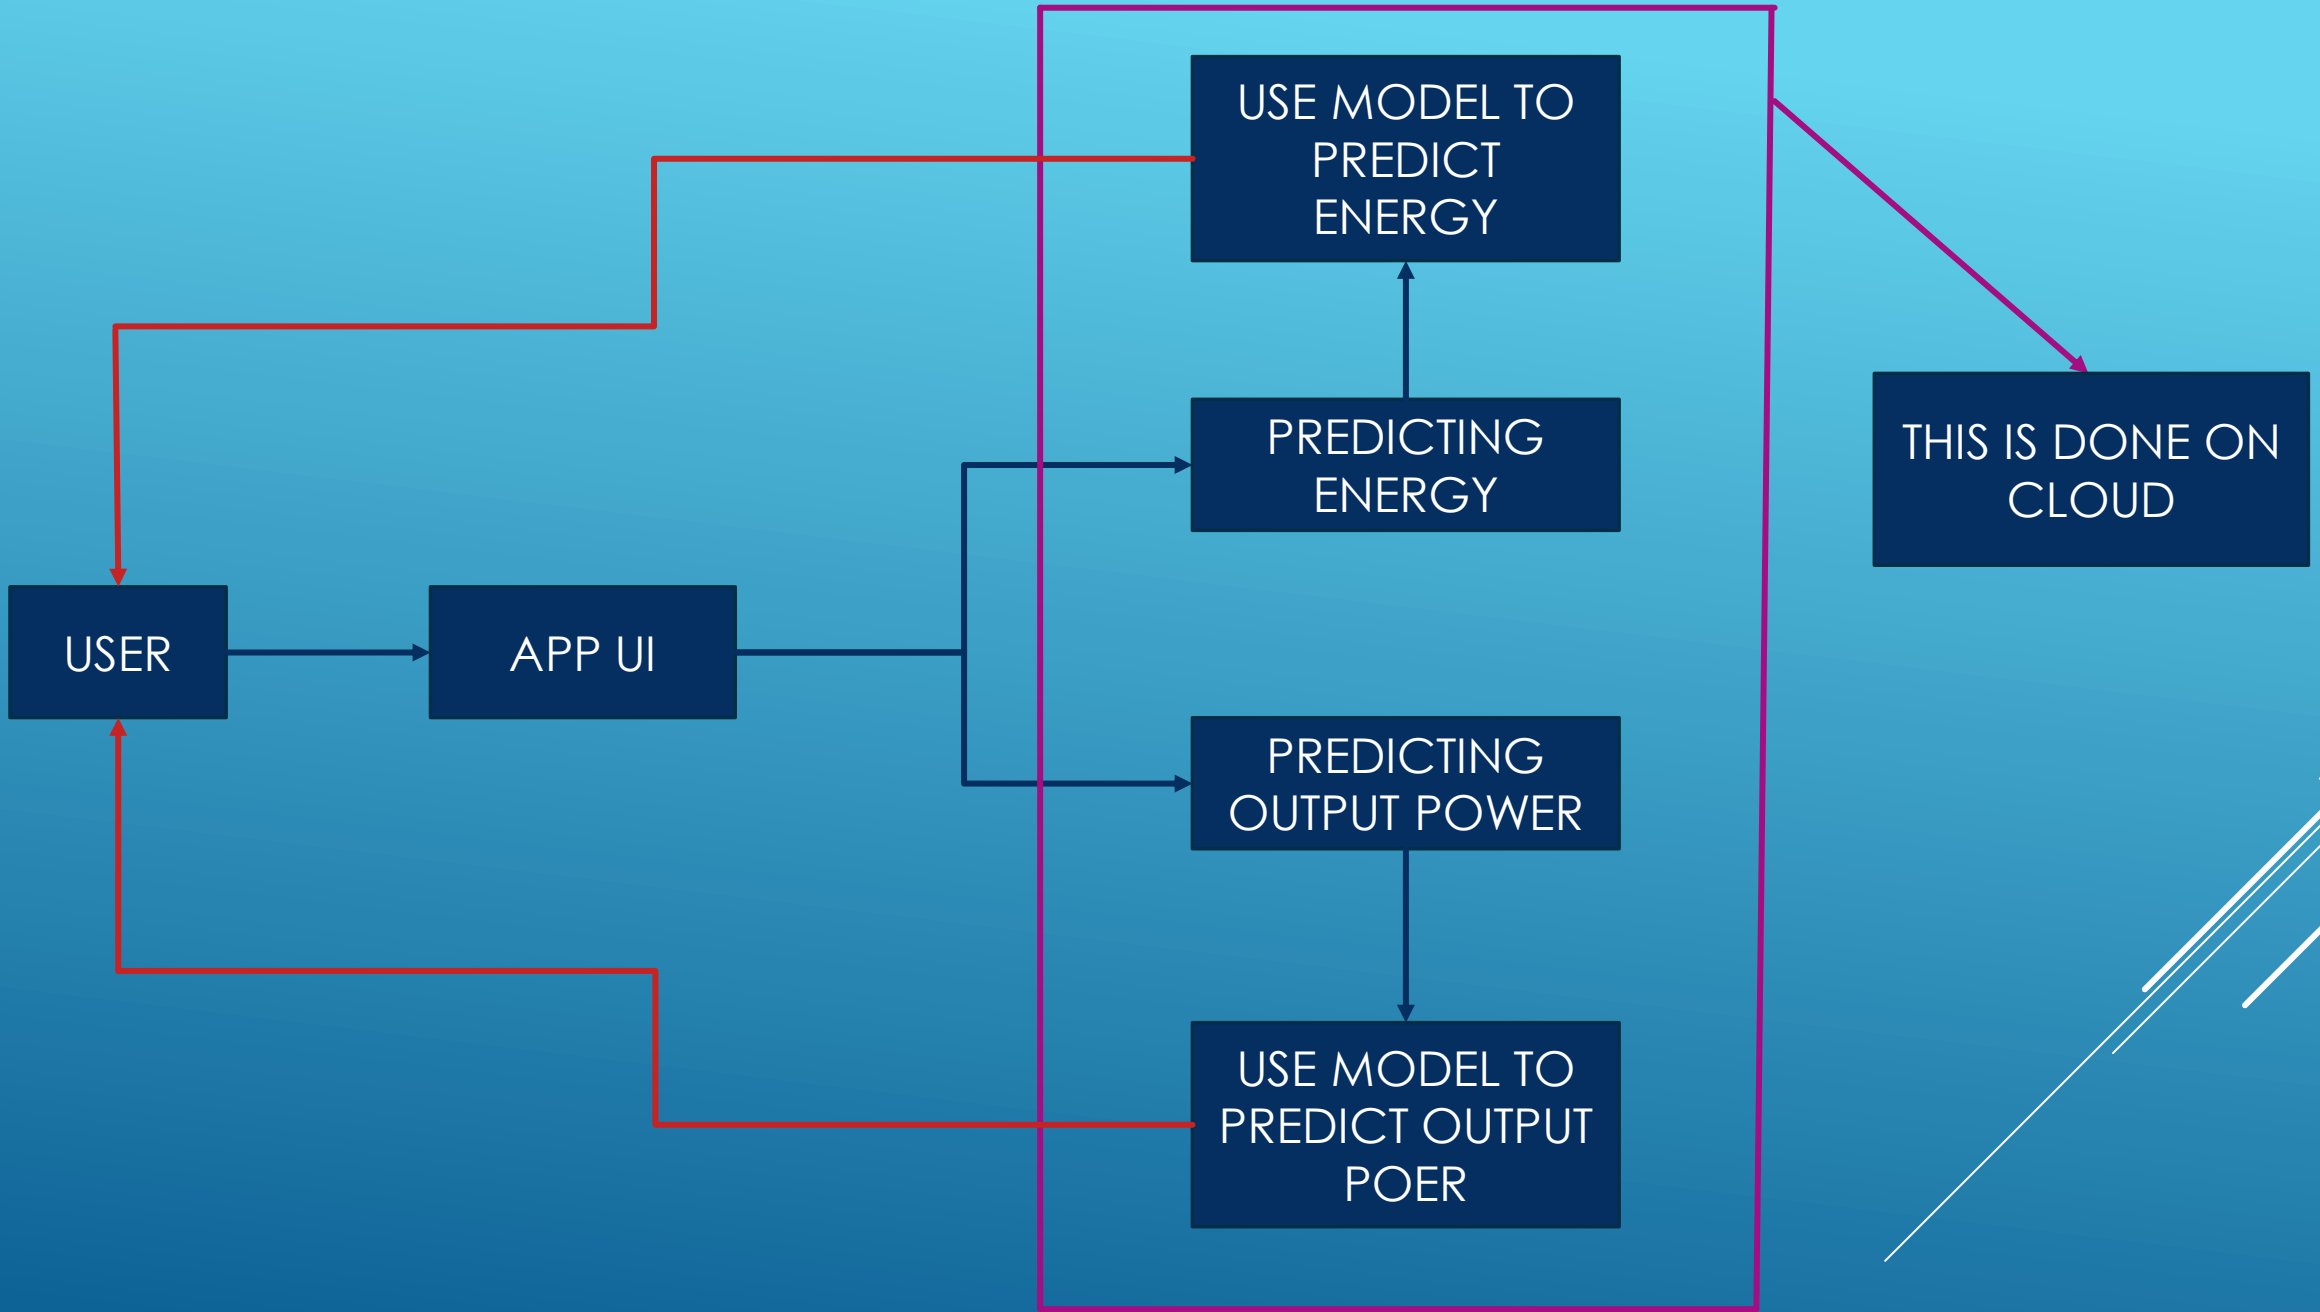 USE MODEL TO
PREDICT
ENERGY
PREDICTING
ENERGY
THIS IS DONE ON
CLOUD
USER
APP UI
PREDICTING
OUTPUT POWER
USE MODEL TO
PREDICT OUTPUT
POER